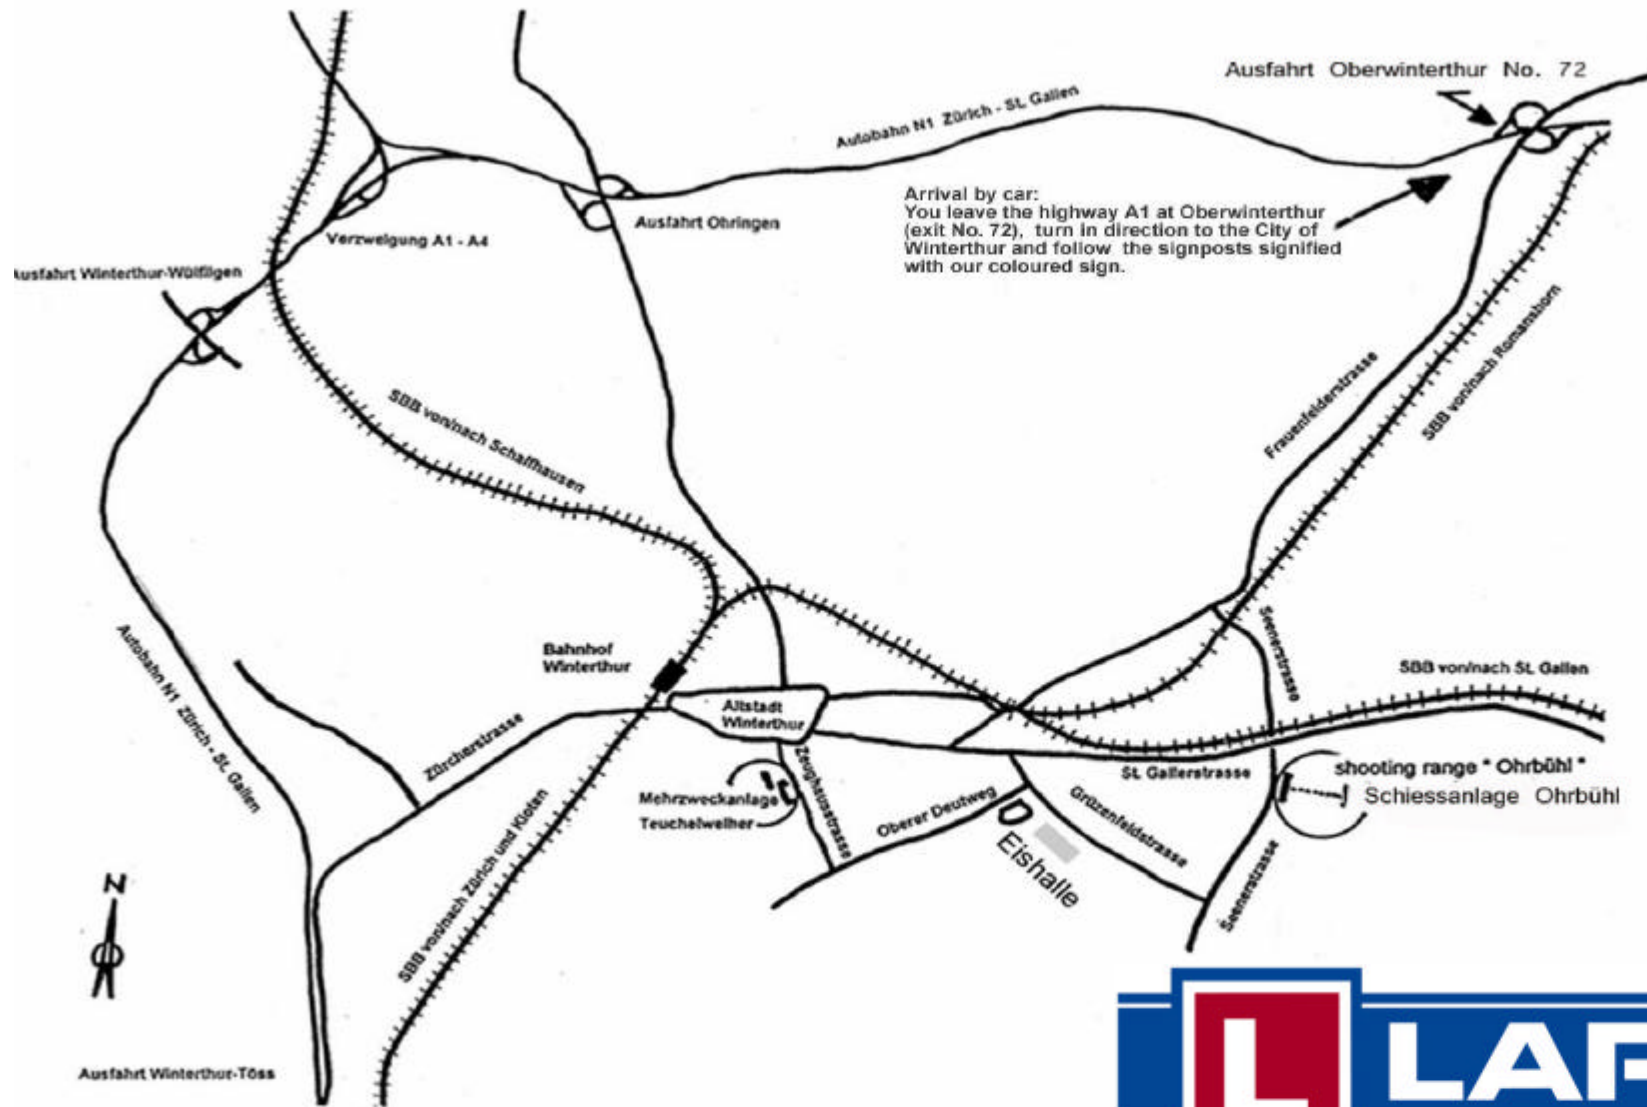 Ausfahrt Oberwinterthur No. 72
Autobahn N1 Zürich - St. Gallen
Arrival by car:
You leave the highway A1 at Oberwinterthur
(exit No. 72), turn in direction to the City of
Winterthur and follow the signposts signified
with our coloured sign.
Ausfahrt Ohringen
Verzweigung A1 - A4
Ausfahrt Winterthur-Wülflingen
SBB von/nach Schaffhausen
Frauenfelderstrasse
SBB von/nach Romanshorn
Autobahn N1 Zürich - St. Gallen
Bahnhof
Winterthur
Seenerstrasse
SBB von/nach St. Gallen
Altstadt
Winterthur
Zürcherstrasse
Zeughausstrasse
St. Gallerstrasse
shooting range " Ohrbühl "
Schiessanlage Ohrbühl
Mehrzweckanlage
Teuchelweiher
Oberer Deutweg
Grüzenfeldstrasse
Eishalle
Seenerstrasse
SBB von/nach Zürich und Kloten
N
Ausfahrt Winterthur-Töss
L